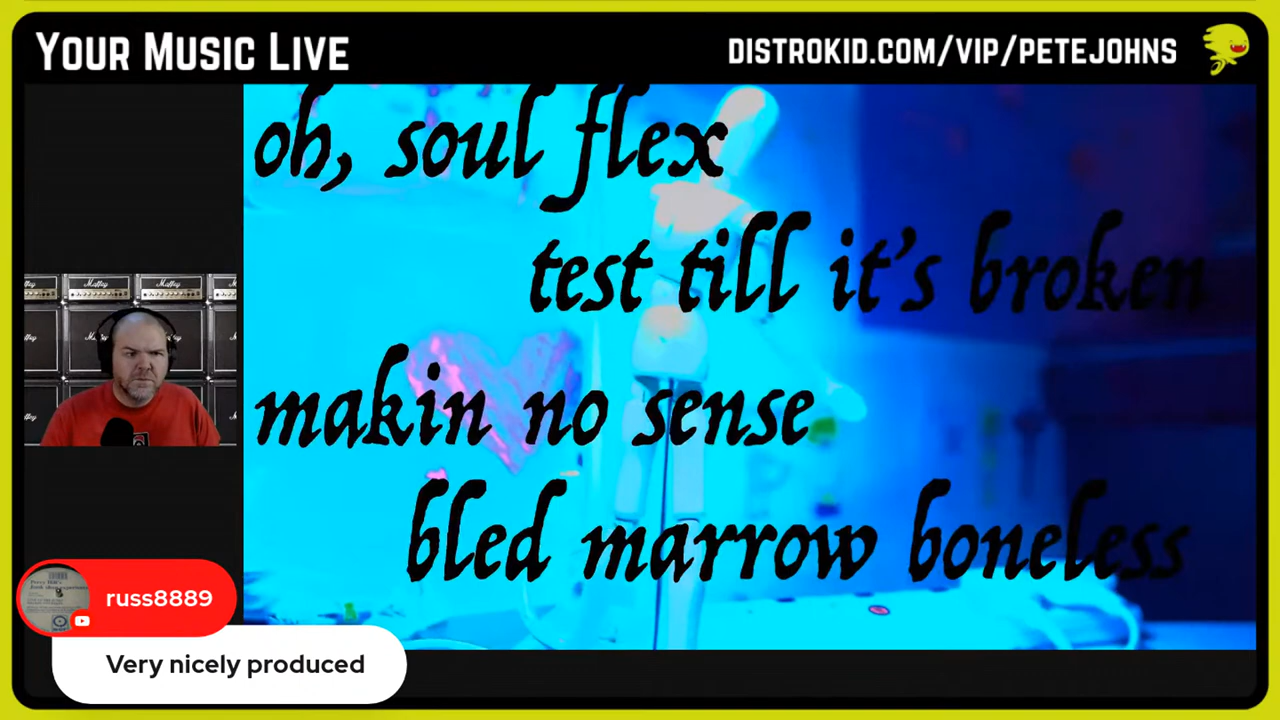 Your Music Live
distrokid.com/vip/petejohns
oh, soul flex
test till it's broken
makin no sense
bled marrow boneless
russ8889
Very nicely produced